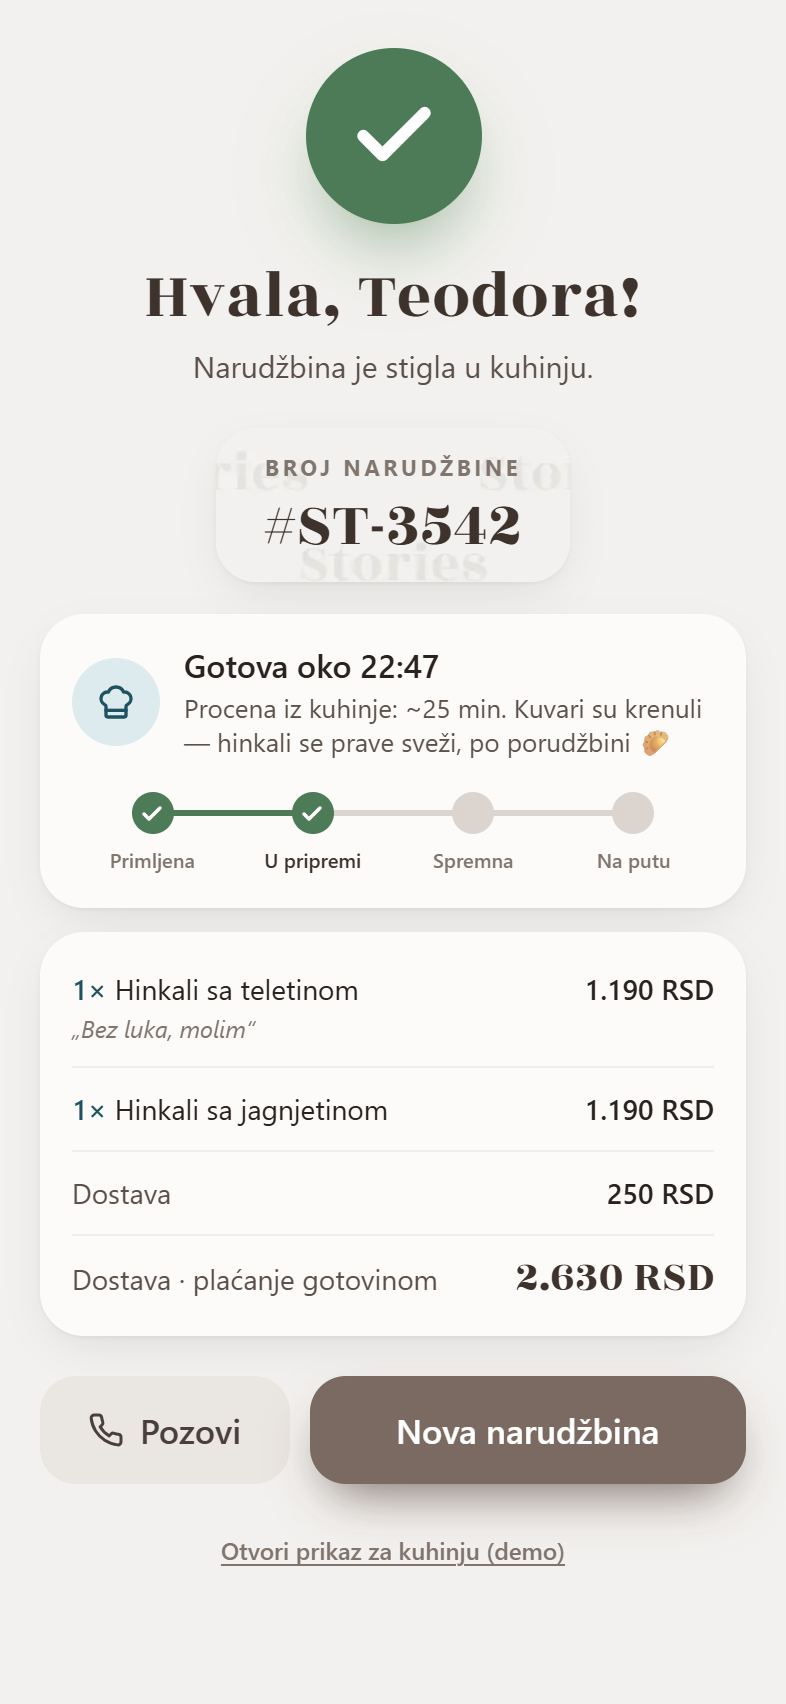 Hvala, Teodora!
Narudžbina je stigla u kuhinju.
BROJ NARUDŽBINE
ries Stor
#ST-3542
Stories
Gotova oko 22:47
Procena iz kuhinje: ~25 min. Kuvari su krenuli
— hinkali se prave sveži, po porudžbini 🥟
Primljena U pripremi Spremna Na putu
1× Hinkali sa teletinom 1.190 RSD
„Bez luka, molim“
1× Hinkali sa jagnjetinom 1.190 RSD
Dostava 250 RSD
Dostava · plaćanje gotovinom 2.630 RSD
Pozovi Nova narudžbina
Otvori prikaz za kuhinju (demo)